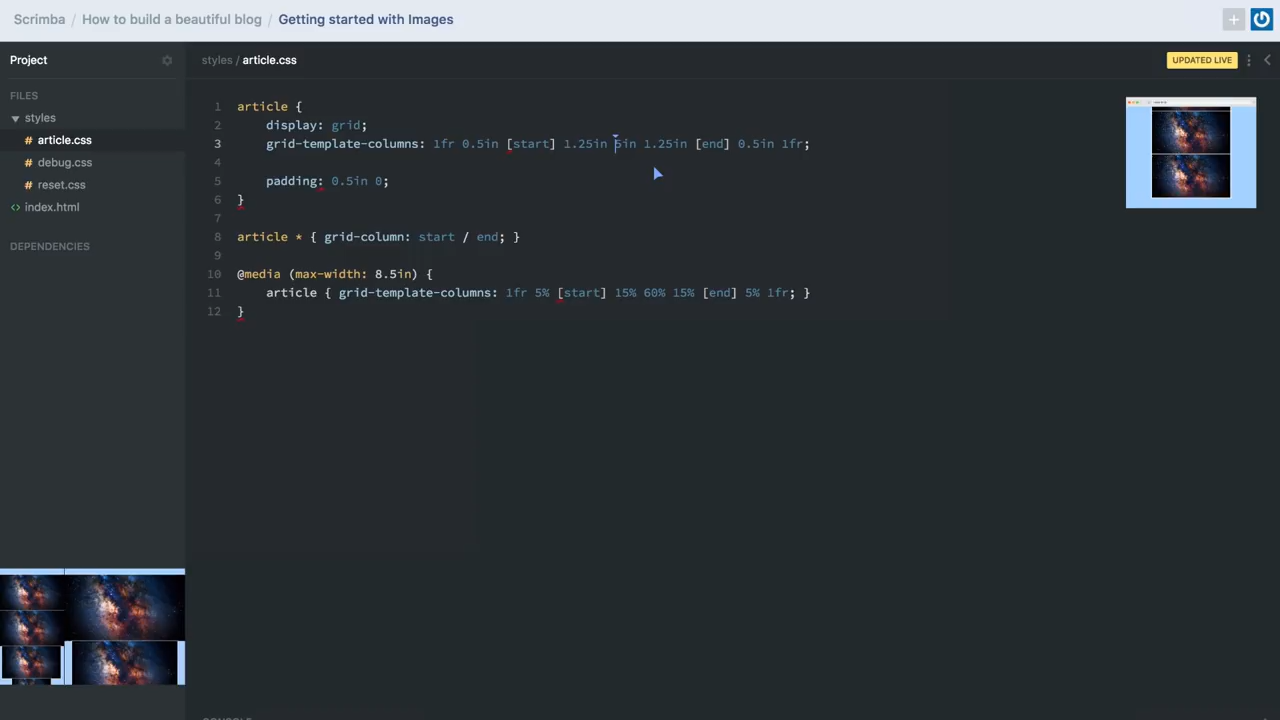 Scrimba / How to build a beautiful blog / Getting started with Images
Project
styles / article.css
UPDATED LIVE
FILES
styles
# article.css
# debug.css
# reset.css
<> index.html
DEPENDENCIES
1 article {
2 display: grid;
3 grid-template-columns: 1fr 0.5in [start] 1.25in 5in 1.25in [end] 0.5in 1fr;
4
5 padding: 0.5in 0;
6 }
7
8 article * { grid-column: start / end; }
9
10 @media (max-width: 8.5in) {
11 article { grid-template-columns: 1fr 5% [start] 15% 60% 15% [end] 5% 1fr; }
12 }
CONSOLE